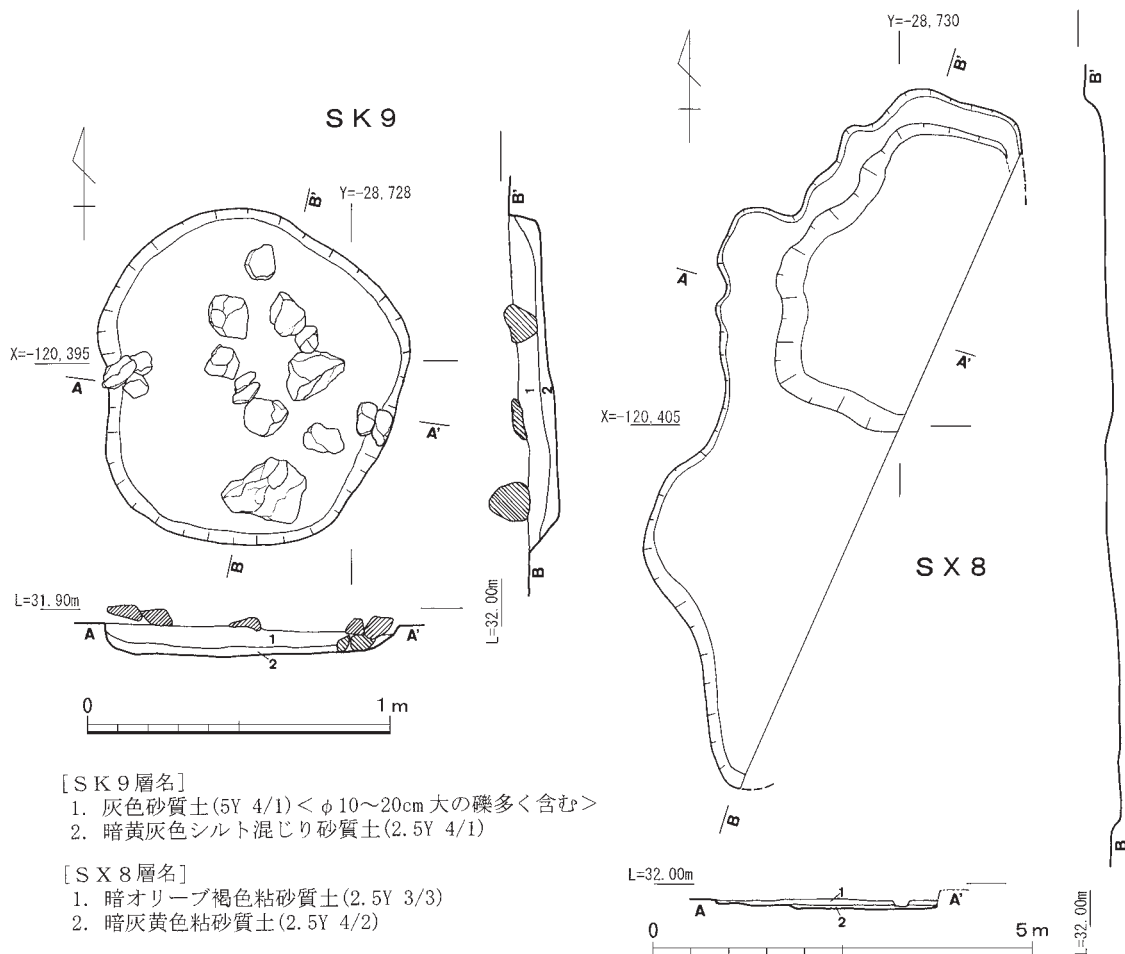 SK9
Y=-28,728
B'
X=-120,395
A
A'
B
L=31.90m
A
1
2
A'
0 1m
B'
1
2
B
L=32.00m
[SK9層名]
1. 灰色砂質土(5Y 4/1)<φ10~20cm大の礫多く含む>
2. 暗黄灰色シルト混じり砂質土(2.5Y 4/1)
[SX8層名]
1. 暗オリーブ褐色粘砂質土(2.5Y 3/3)
2. 暗灰黄色粘砂質土(2.5Y 4/2)
Y=-28,730
B'
A
A'
X=-120,405
SX8
B
L=32.00m
A
1
2
A'
0 5m
B'
B
L=32.00m